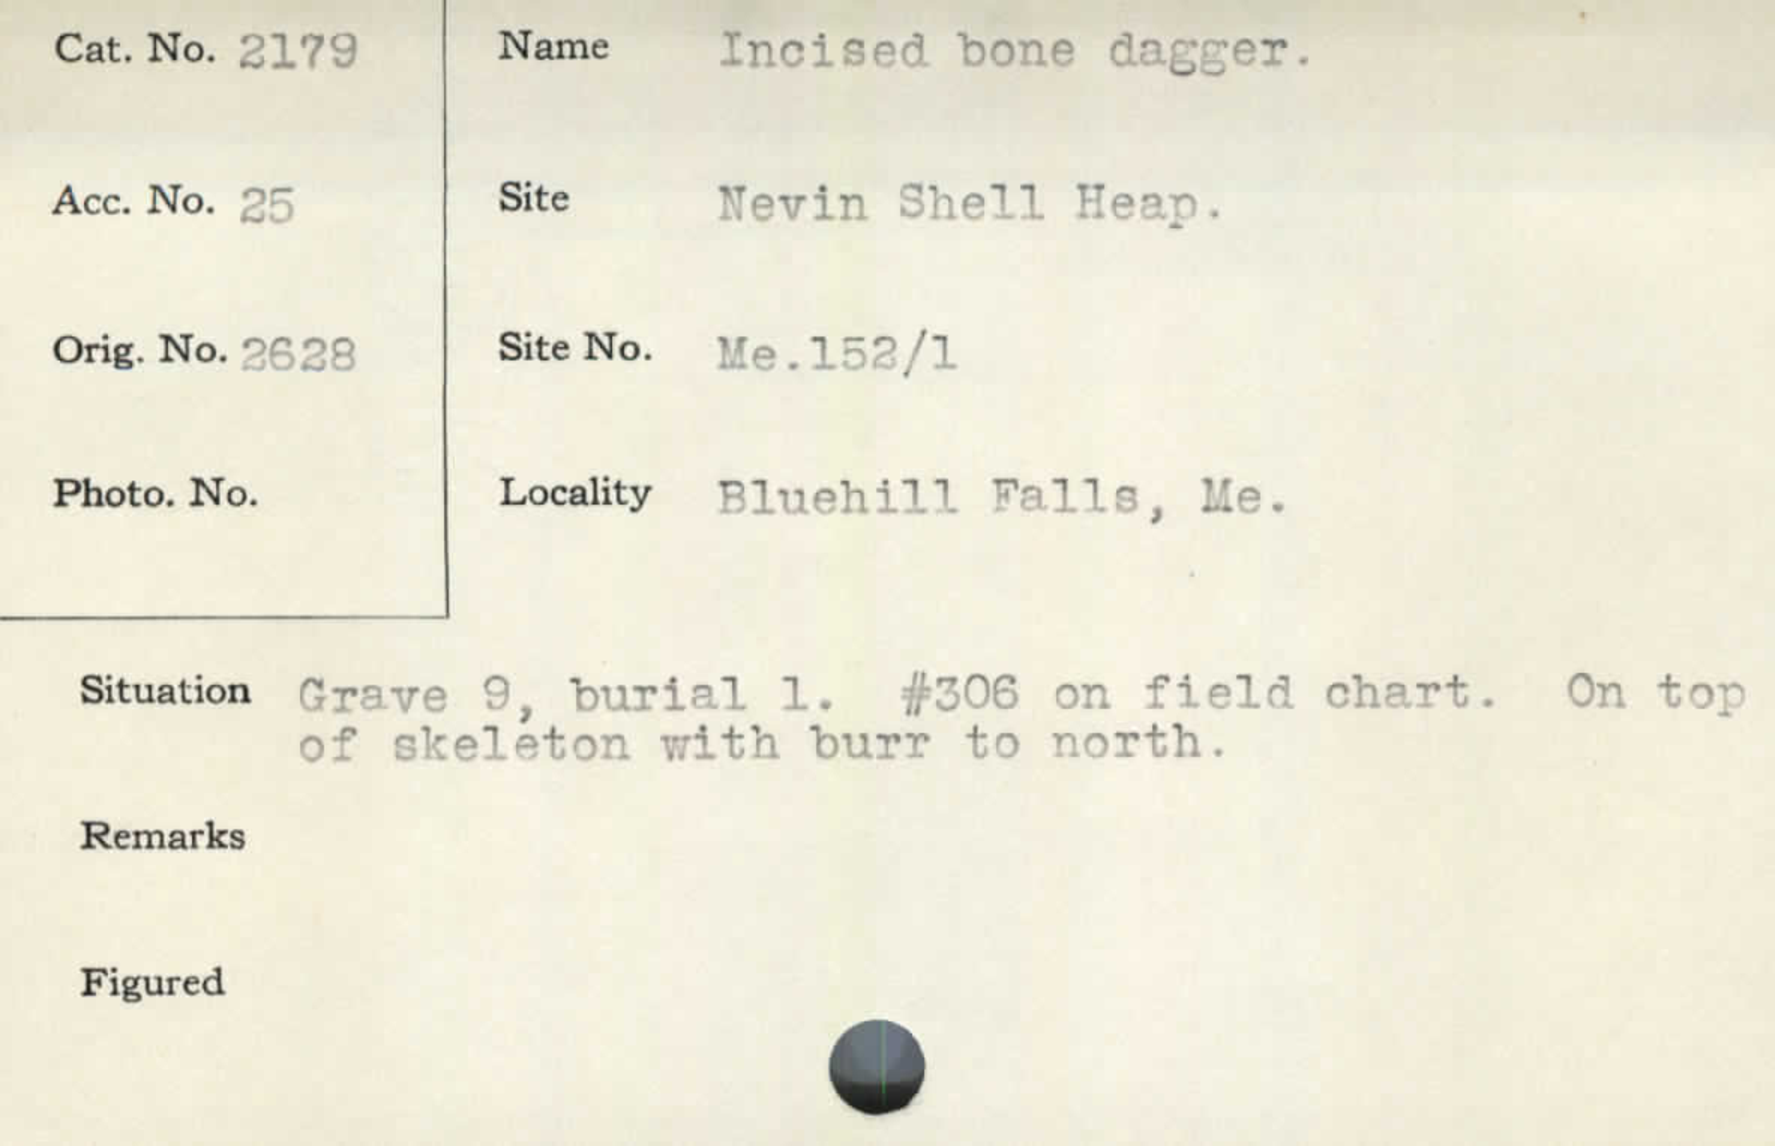 Cat. No. 2179
Name Incised bone dagger.
Acc. No. 25
Site Nevin Shell Heap.
Orig. No. 2628
Site No. Me.152/1
Photo. No.
Locality Bluehill Falls, Me.
Situation Grave 9, burial 1. #306 on field chart. On top
of skeleton with burr to north.
Remarks
Figured